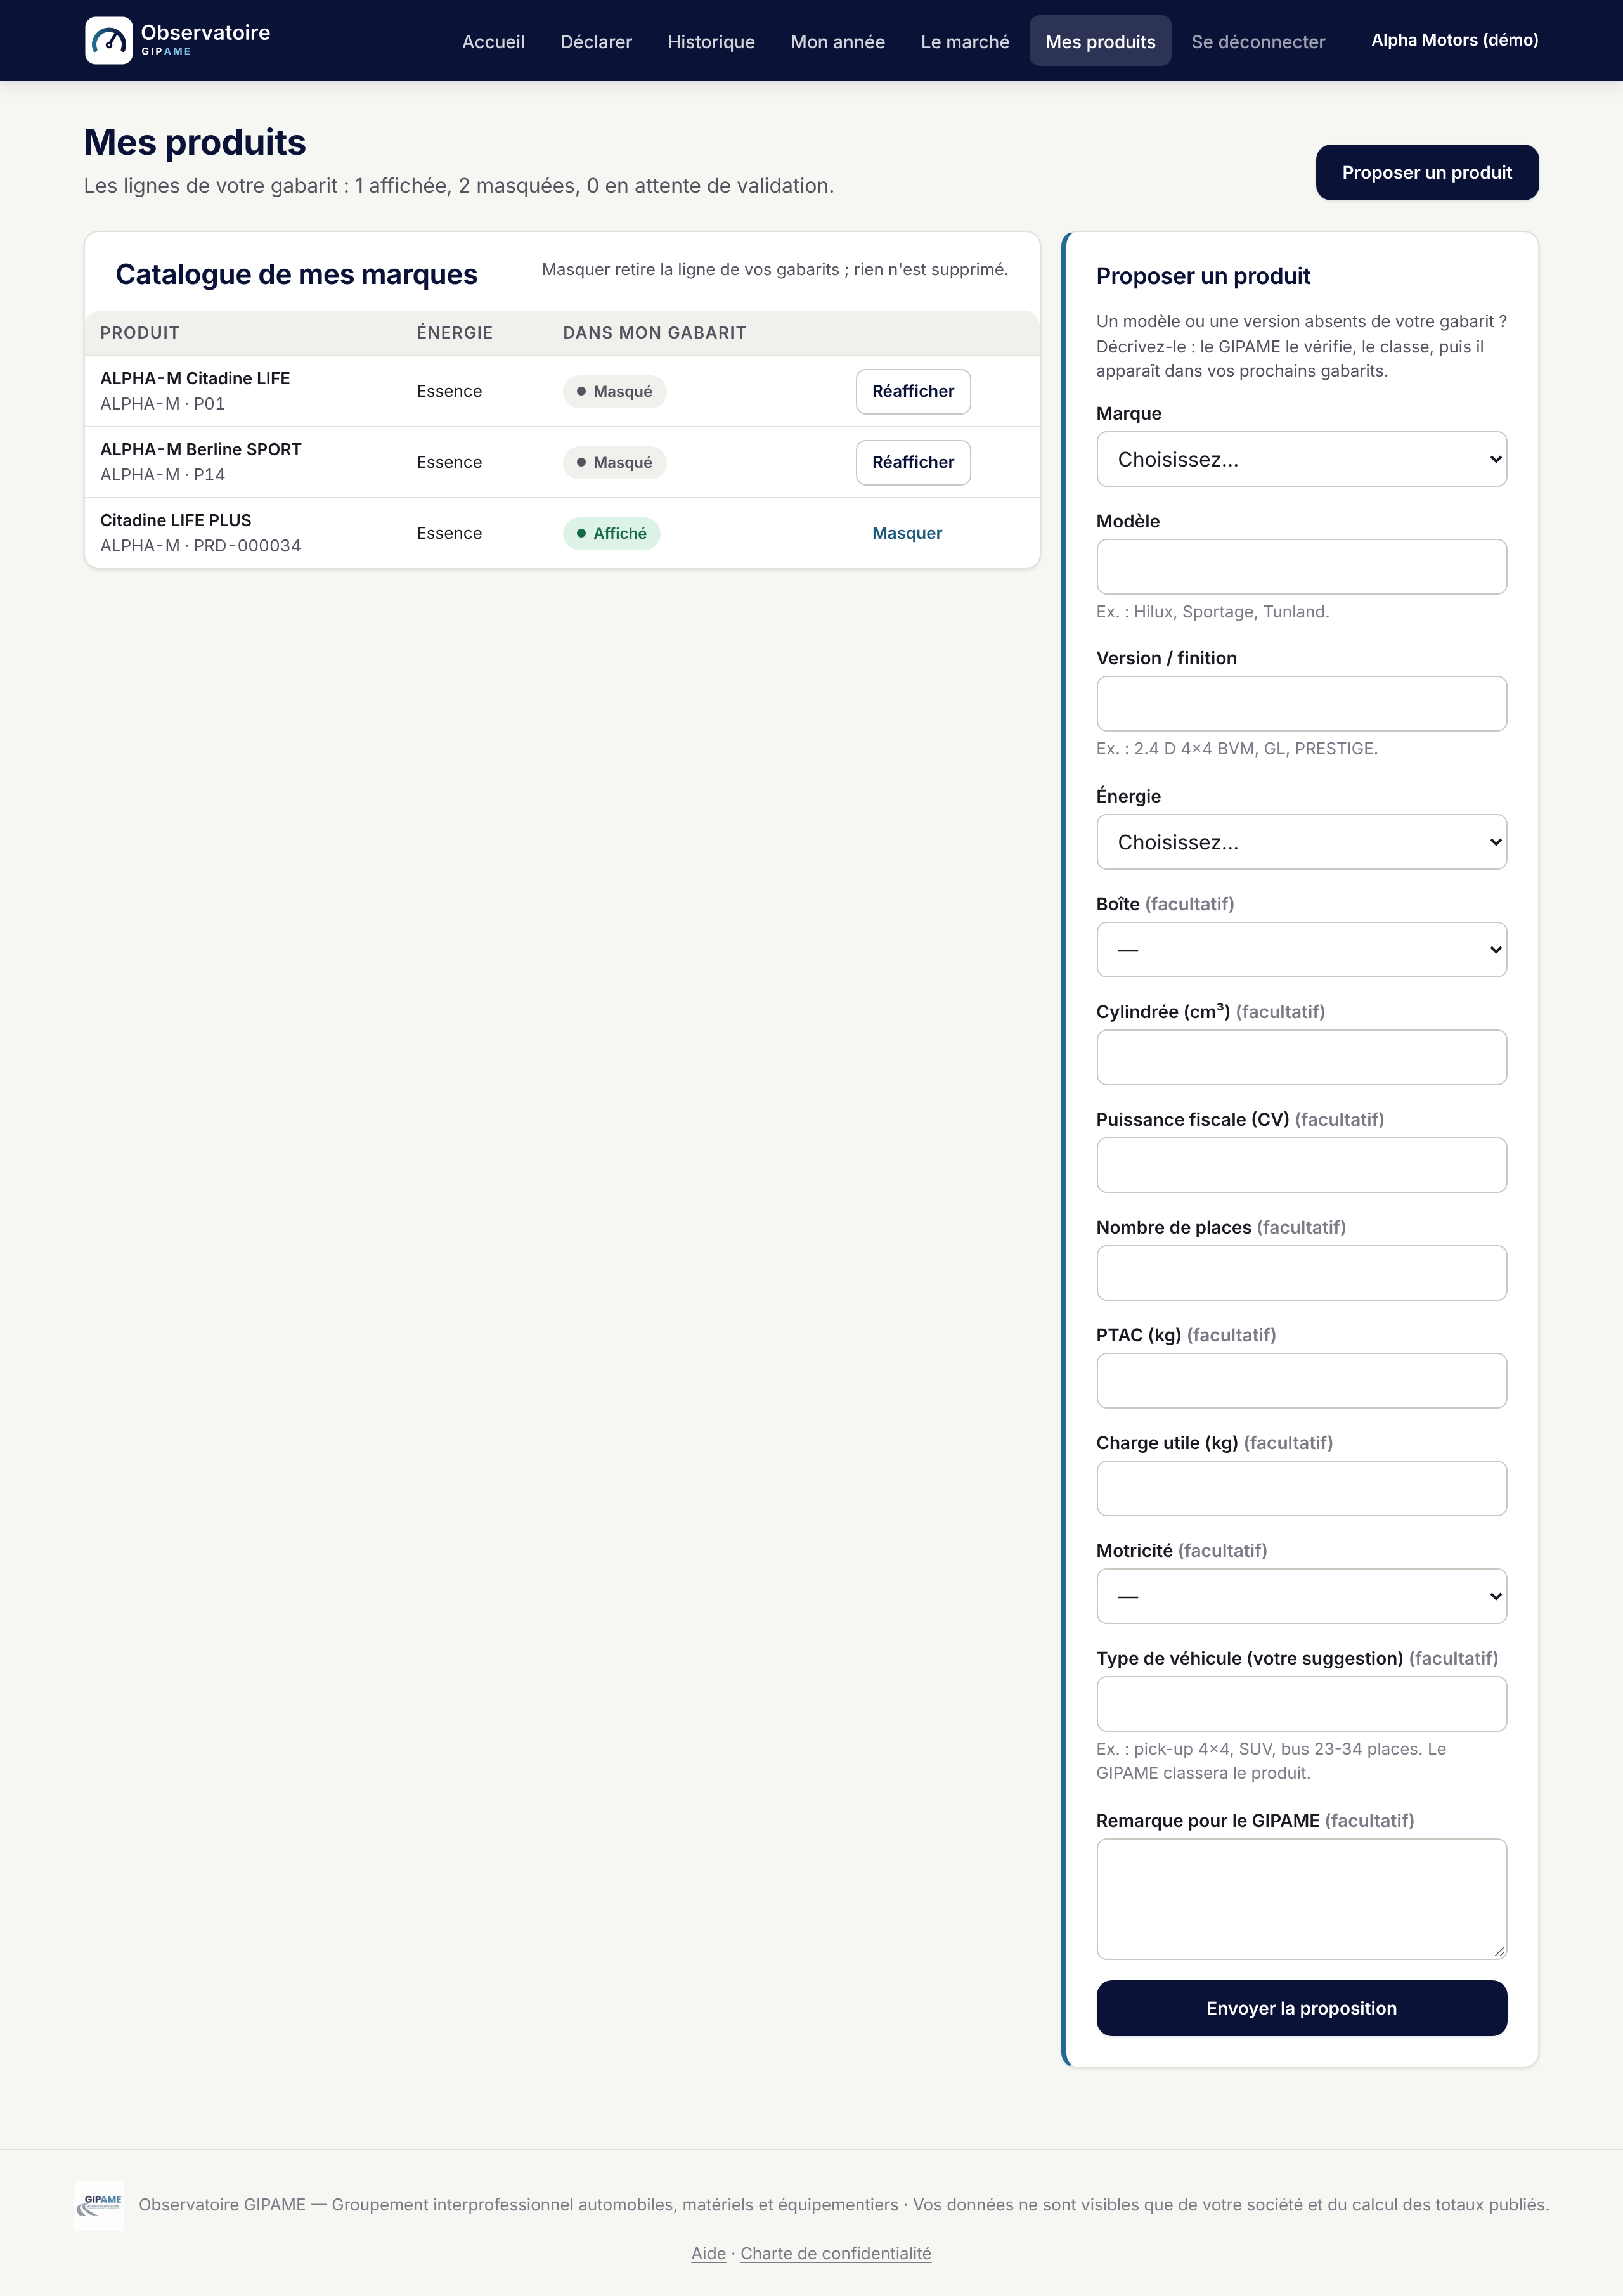 Observatoire
GIPAME
Accueil
Déclarer
Historique
Mon année
Le marché
Mes produits
Se déconnecter
Alpha Motors (démo)
Mes produits
Les lignes de votre gabarit : 1 affichée, 2 masquées, 0 en attente de validation.
Proposer un produit
Catalogue de mes marques
Masquer retire la ligne de vos gabarits ; rien n'est supprimé.
PRODUIT ÉNERGIE DANS MON GABARIT
ALPHA-M Citadine LIFE
ALPHA-M · P01
Essence
Masqué
Réafficher
ALPHA-M Berline SPORT
ALPHA-M · P14
Essence
Masqué
Réafficher
Citadine LIFE PLUS
ALPHA-M · PRD-000034
Essence
Affiché
Masquer
Proposer un produit
Un modèle ou une version absents de votre gabarit ?
Décrivez-le : le GIPAME le vérifie, le classe, puis il
apparaît dans vos prochains gabarits.
Marque
Choisissez…
Modèle
Ex. : Hilux, Sportage, Tunland.
Version / finition
Ex. : 2.4 D 4×4 BVM, GL, PRESTIGE.
Énergie
Choisissez…
Boîte (facultatif)
—
Cylindrée (cm³) (facultatif)
Puissance fiscale (CV) (facultatif)
Nombre de places (facultatif)
PTAC (kg) (facultatif)
Charge utile (kg) (facultatif)
Motricité (facultatif)
—
Type de véhicule (votre suggestion) (facultatif)
Ex. : pick-up 4×4, SUV, bus 23-34 places. Le
GIPAME classera le produit.
Remarque pour le GIPAME (facultatif)
Envoyer la proposition
GIPAME
Observatoire GIPAME — Groupement interprofessionnel automobiles, matériels et équipementiers · Vos données ne sont visibles que de votre société et du calcul des totaux publiés.
Aide · Charte de confidentialité